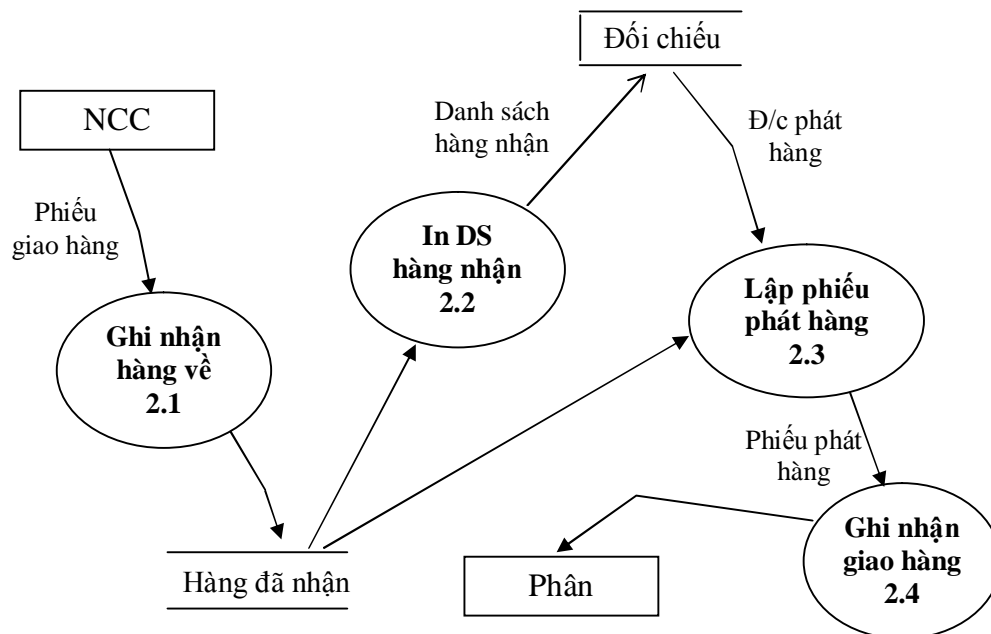 Đối chiếu
NCC
Danh sách
hàng nhận
Đ/c phát
hàng
Phiếu
giao hàng
In DS
hàng nhận
2.2
Lập phiếu
phát hàng
2.3
Ghi nhận
hàng về
2.1
Phiếu phát
hàng
Hàng đã nhận
Phân
Ghi nhận
giao hàng
2.4